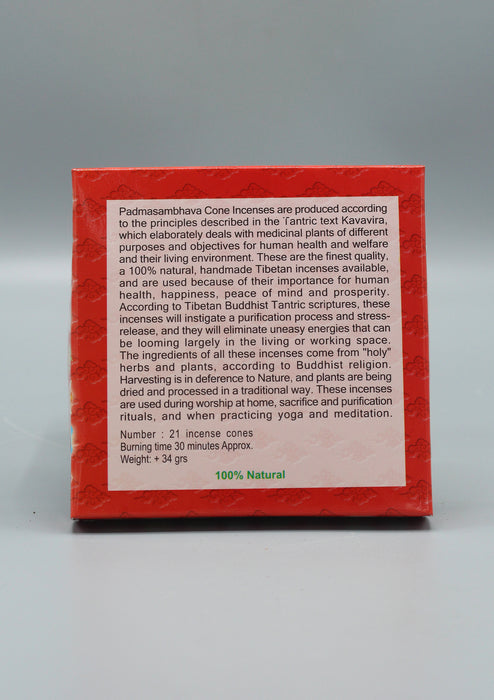 Padmasambhava Cone Incenses are produced according
to the principles described in the Tantric text Kavavira,
which elaborately deals with medicinal plants of different
purposes and objectives for human health and welfare
and their living environment. These are the finest quality,
a 100% natural, handmade Tibetan incenses available,
and are used because of their importance for human
health, happiness, peace of mind and prosperity.
According to Tibetan Buddhist Tantric scriptures, these
incenses will instigate a purification process and stress-
release, and they will eliminate uneasy energies that can
be looming largely in the living or working space.
The ingredients of all these incenses come from "holy"
herbs and plants, according to Buddhist religion.
Harvesting is in deference to Nature, and plants are being
dried and processed in a traditional way. These incenses
are used during worship at home, sacrifice and purification
rituals, and when practicing yoga and meditation.
Number : 21 incense cones
Burning time 30 minutes Approx.
Weight: + 34 grs
100% Natural